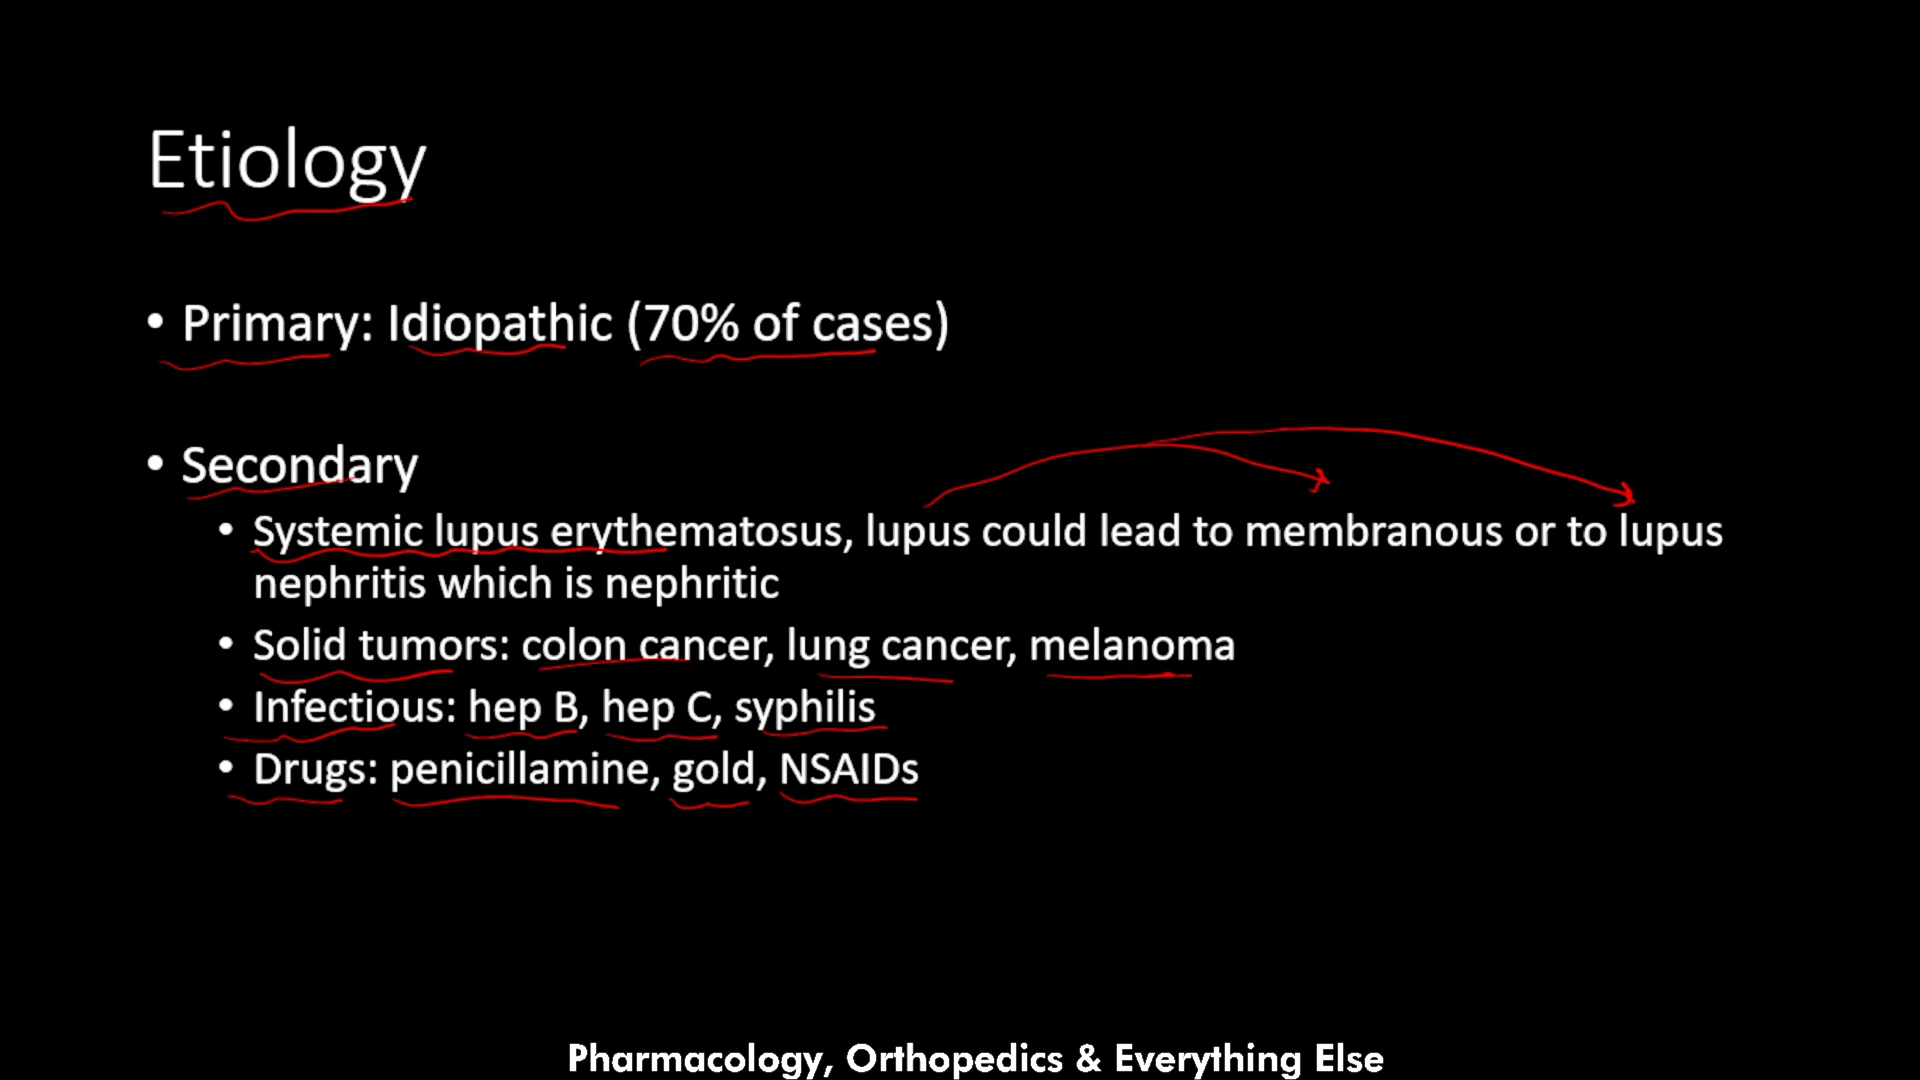 Etiology
• Primary: Idiopathic (70% of cases)
• Secondary
• Systemic lupus erythematosus, lupus could lead to membranous or to lupus
nephritis which is nephritic
• Solid tumors: colon cancer, lung cancer, melanoma
• Infectious: hep B, hep C, syphilis
• Drugs: penicillamine, gold, NSAIDs
Pharmacology, Orthopedics & Everything Else